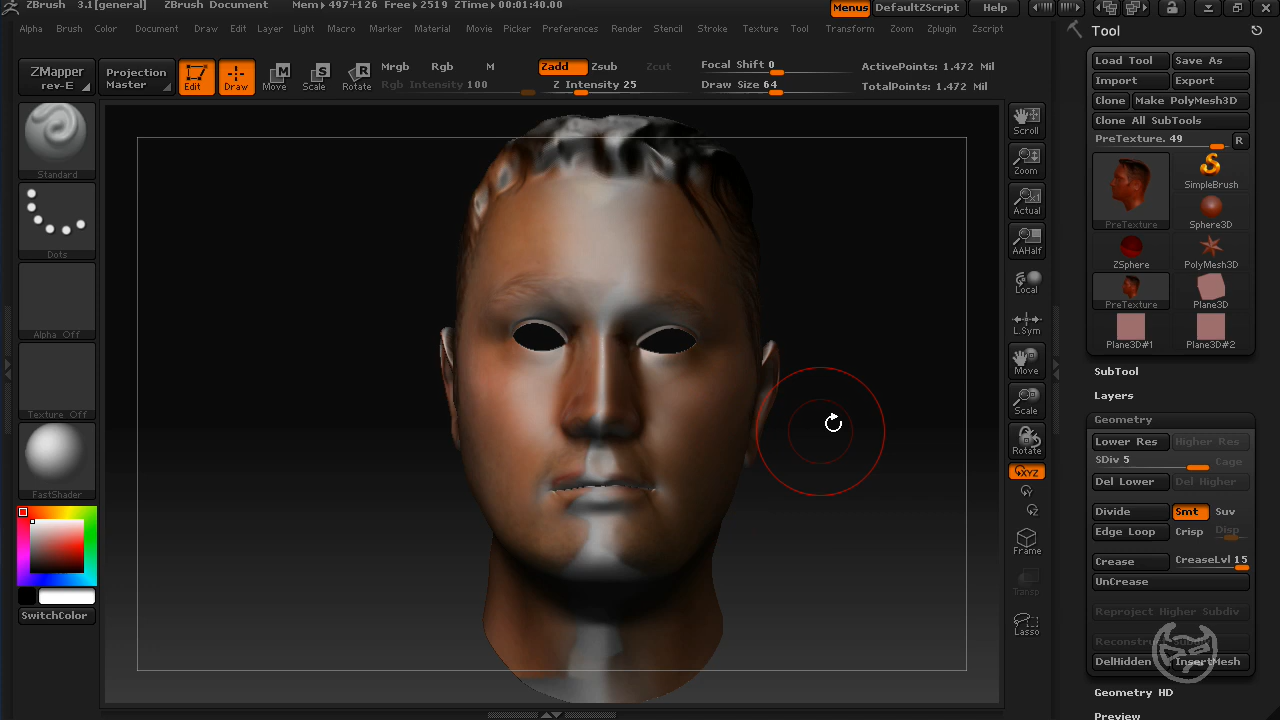 ZBrush 3.1[general] ZBrush Document Mem▸497+126 Free▸2519 ZTime▸00:01:40.00 Menus DefaultZScript Help
Alpha Brush Color Document Draw Edit Layer Light Macro Marker Material Movie Picker Preferences Render Stencil Stroke Texture Tool Transform Zoom Zplugin Zscript
ZMapper
rev-E
Projection
Master
Edit
Draw
Move
Scale
Rotate
Mrgb Rgb M
Rgb Intensity 100
Zadd Zsub Zcut
Z Intensity 25
Focal Shift 0
Draw Size 64
ActivePoints: 1.472 Mil
TotalPoints: 1.472 Mil
Standard
Dots
Alpha Off
Texture Off
FastShader
SwitchColor
M
S
R
Scroll
Zoom
Actual
AAHalf
Local
L.Sym
Move
Scale
Rotate
XYZ
Y
Z
Frame
Transp
Lasso
Tool
Load Tool Save As
Import Export
Clone Make PolyMesh3D
Clone All SubTools
PreTexture. 49 R
PreTexture
SimpleBrush
Sphere3D
ZSphere PolyMesh3D
PreTexture Plane3D
Plane3D#1 Plane3D#2
SubTool
Layers
Geometry
Lower Res Higher Res
SDiv 5 Cage
Del Lower Del Higher
Divide Smt Suv
Edge Loop Crisp Disp
Crease CreaseLvl 15
UnCrease
Reproject Higher Subdiv
DelHidden InsertMesh
Geometry HD
Preview